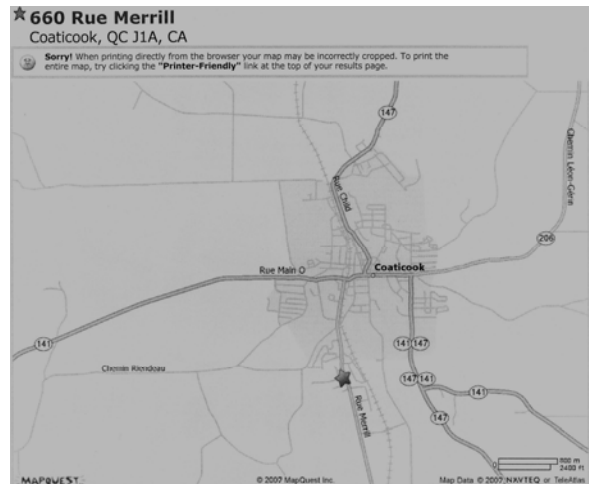 660 Rue Merrill
Coaticook, QC J1A, CA
Sorry! When printing directly from the browser your map may be incorrectly cropped. To print the
entire map, try clicking the "Printer-Friendly" link at the top of your results page.
147
Chemin Léon-Gérin
Rue Child
206
Rue Main O
Coaticook
141
141 147
Chemin Riendeau
147 141
141
Rue Merrill
147
800 m
0
2400 ft
MAPQUEST
© 2007 MapQuest Inc.
Map Data © 2007 NAVTEQ or TeleAtlas